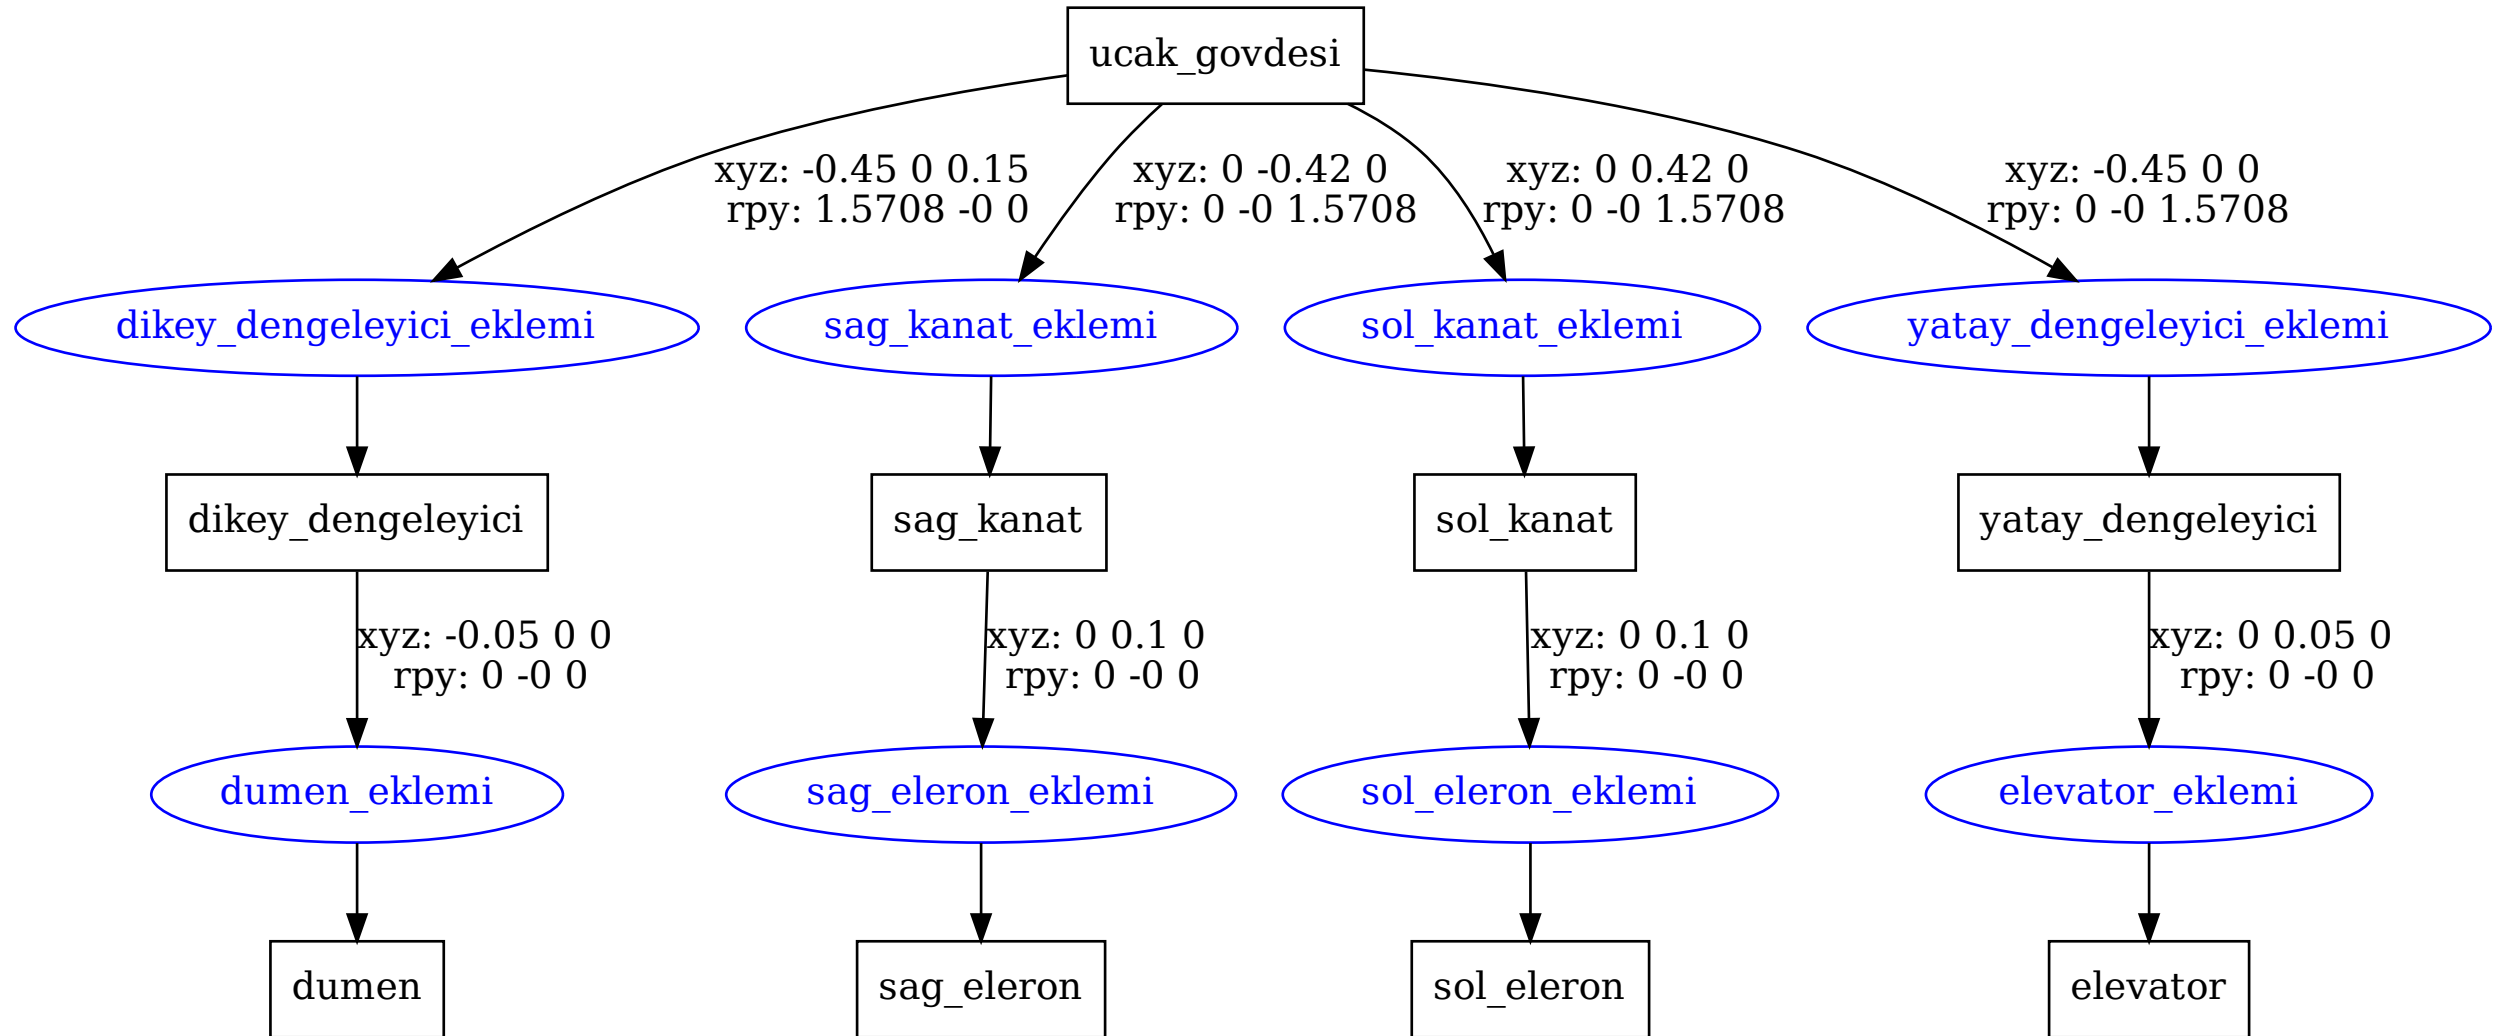 ucak_govdesi
xyz: -0.45 0 0.15
rpy: 1.5708 -0 0
xyz: 0 -0.42 0
rpy: 0 -0 1.5708
xyz: 0 0.42 0
rpy: 0 -0 1.5708
xyz: -0.45 0 0
rpy: 0 -0 1.5708
dikey_dengeleyici_eklemi
sag_kanat_eklemi
sol_kanat_eklemi
yatay_dengeleyici_eklemi
dikey_dengeleyici
sag_kanat
sol_kanat
yatay_dengeleyici
xyz: -0.05 0 0
rpy: 0 -0 0
xyz: 0 0.1 0
rpy: 0 -0 0
xyz: 0 0.1 0
rpy: 0 -0 0
xyz: 0 0.05 0
rpy: 0 -0 0
dumen_eklemi
sag_eleron_eklemi
sol_eleron_eklemi
elevator_eklemi
dumen
sag_eleron
sol_eleron
elevator